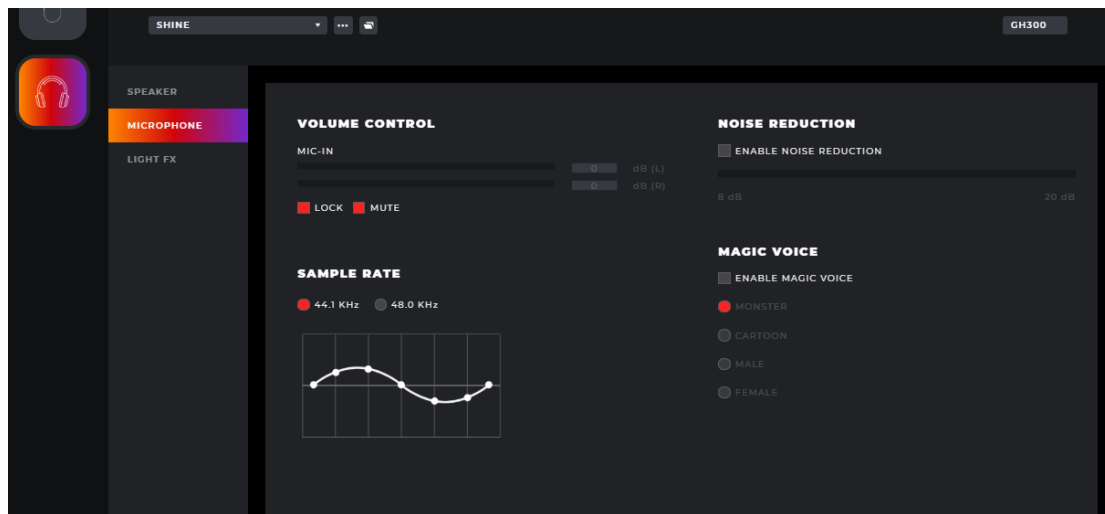 SHINE
GH300
SPEAKER
MICROPHONE
LIGHT FX
VOLUME CONTROL
MIC-IN
0 dB (L)
0 dB (R)
LOCK MUTE
SAMPLE RATE
44.1 KHz 48.0 KHz
NOISE REDUCTION
ENABLE NOISE REDUCTION
8 dB 20 dB
MAGIC VOICE
ENABLE MAGIC VOICE
MONSTER
CARTOON
MALE
FEMALE